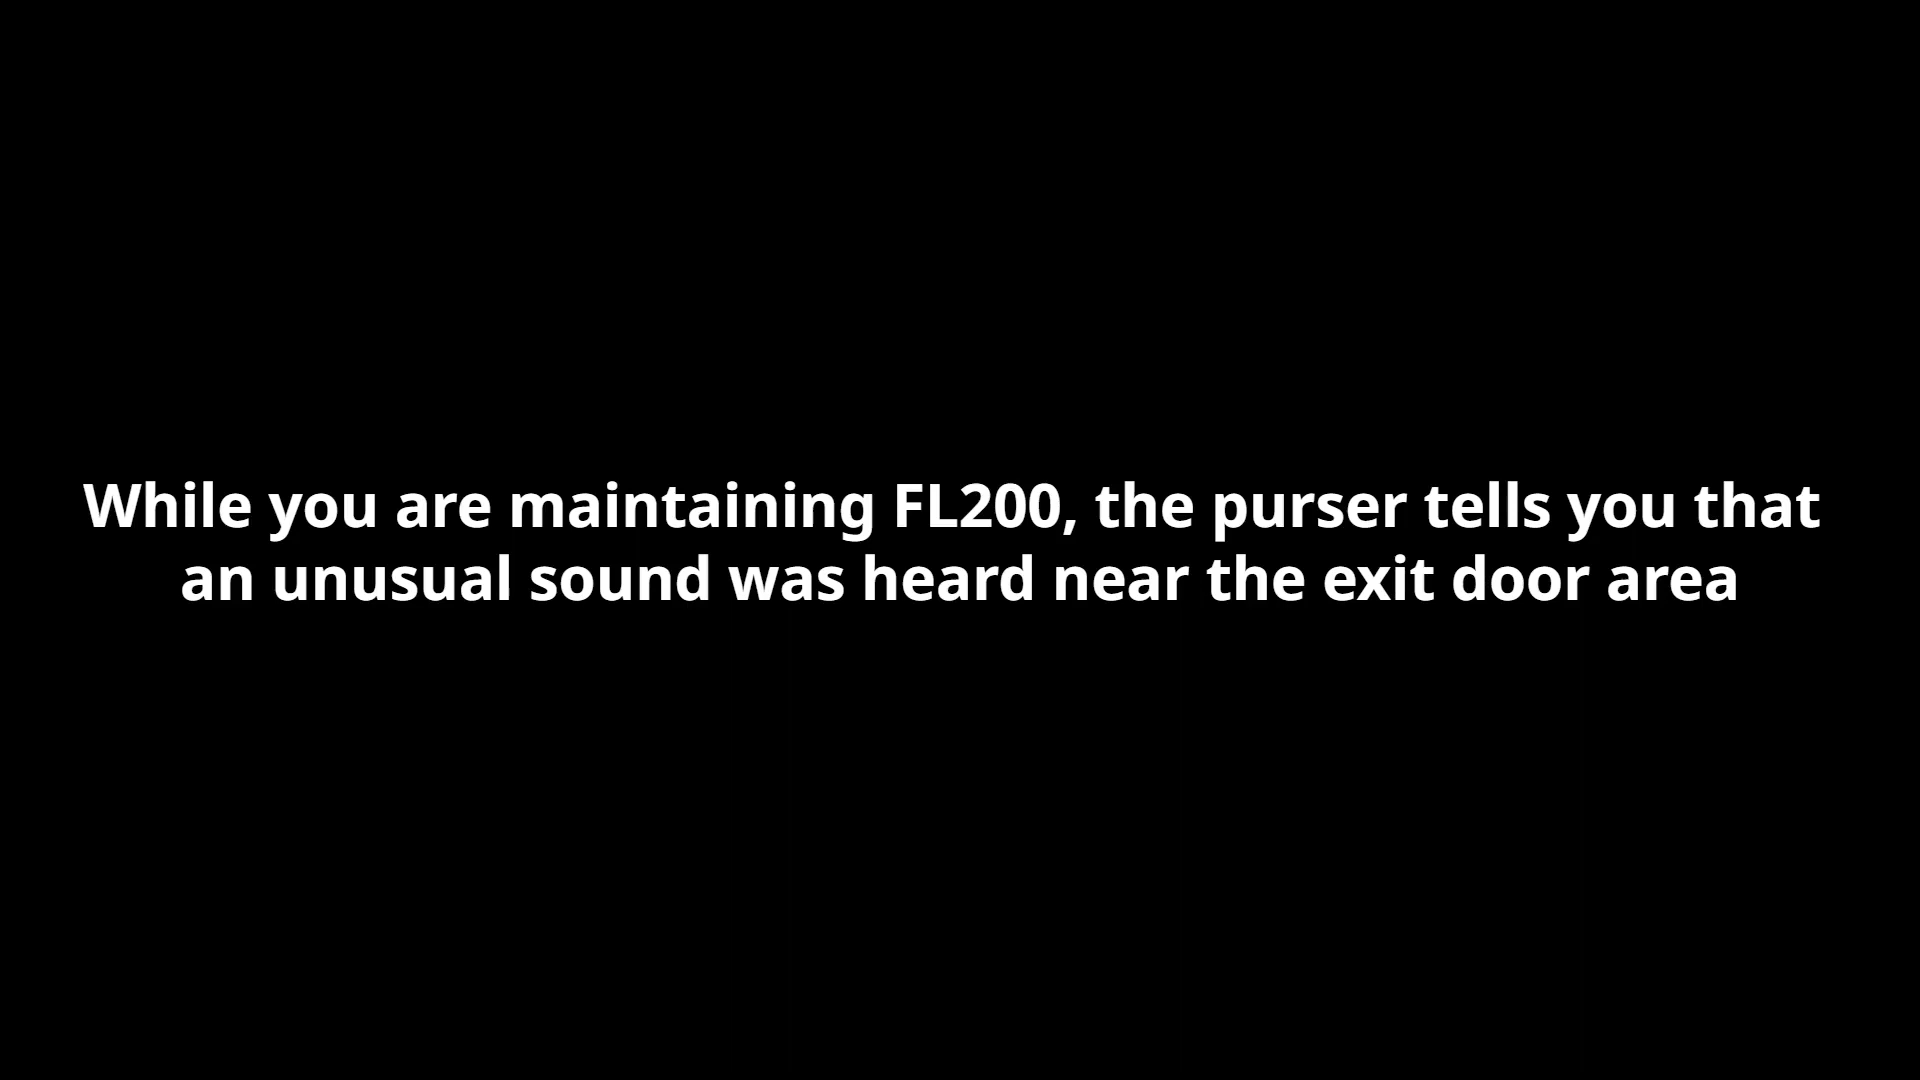 While you are maintaining FL200, the purser tells you that
an unusual sound was heard near the exit door area